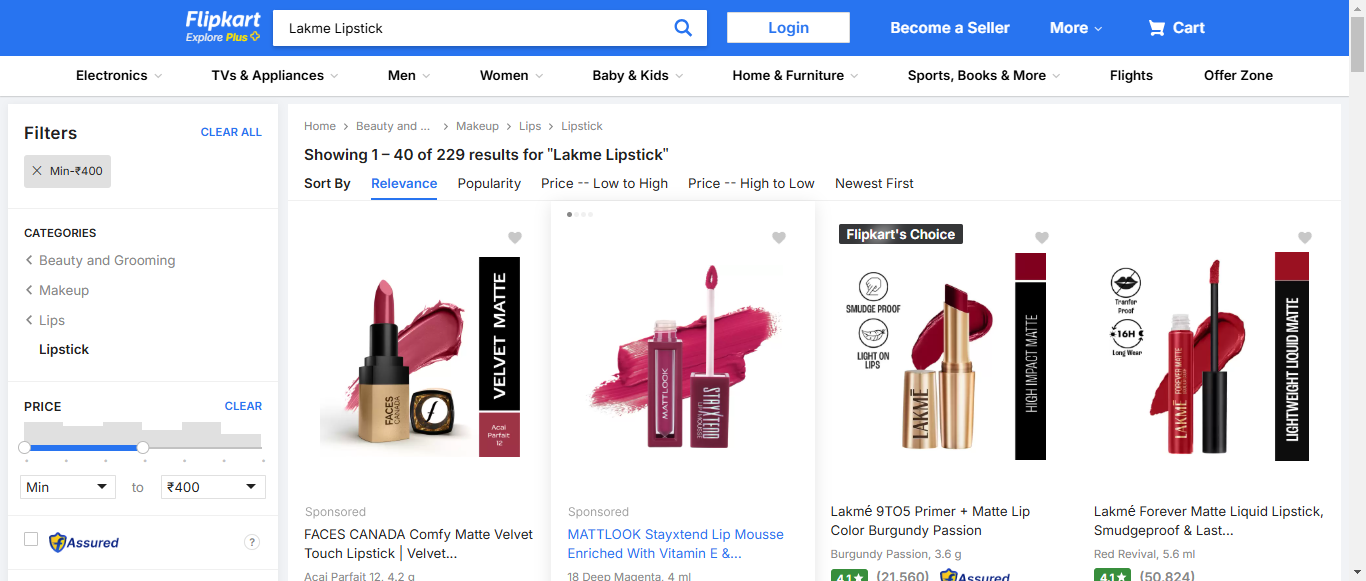 Flipkart
Explore Plus
Lakme Lipstick
Login
Become a Seller
More
Cart
Electronics
TVs & Appliances
Men
Women
Baby & Kids
Home & Furniture
Sports, Books & More
Flights
Offer Zone
Filters
CLEAR ALL
Min-₹400
CATEGORIES
Beauty and Grooming
Makeup
Lips
Lipstick
PRICE
CLEAR
Min
to
₹400
Assured
?
Home
Beauty and ...
Makeup
Lips
Lipstick
Showing 1 – 40 of 229 results for "Lakme Lipstick"
Sort By
Relevance
Popularity
Price -- Low to High
Price -- High to Low
Newest First
VELVET MATTE
FACES
CANADA
Acai
Parfait
12
Sponsored
FACES CANADA Comfy Matte Velvet
Touch Lipstick | Velvet...
Acai Parfait 12, 4.2 g
MATTLOOK
STAYXTEND
LIP MOUSSE
Sponsored
MATTLOOK Stayxtend Lip Mousse
Enriched With Vitamin E &...
18 Deep Magenta, 4 ml
Flipkart's Choice
SMUDGE PROOF
LIGHT ON
LIPS
LAKMÉ
HIGH IMPACT MATTE
Lakmé 9TO5 Primer + Matte Lip
Color Burgundy Passion
Burgundy Passion, 3.6 g
4.1★
(21,560)
Assured
Tranfer
Proof
16H
Long Wear
LAKMÉ
FOREVER MATTE
LIGHTWEIGHT LIQUID MATTE
Lakmé Forever Matte Liquid Lipstick,
Smudgeproof & Last...
Red Revival, 5.6 ml
4.1★
(50,824)